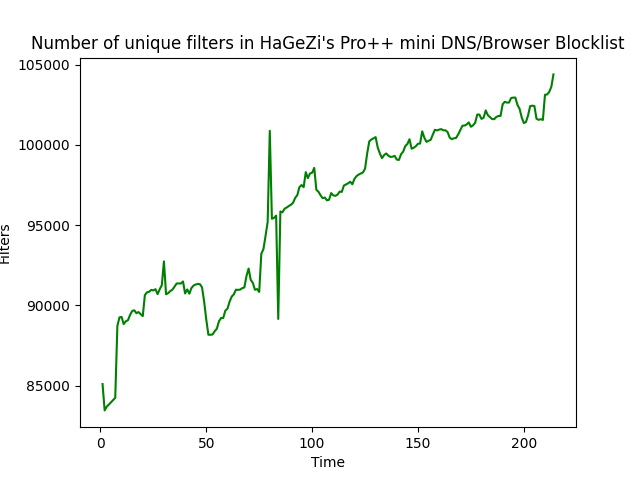 Number of unique filters in HaGeZi's Pro++ mini DNS/Browser Blocklist
105000
100000
95000
90000
85000
Filters
0 50 100 150 200
Time